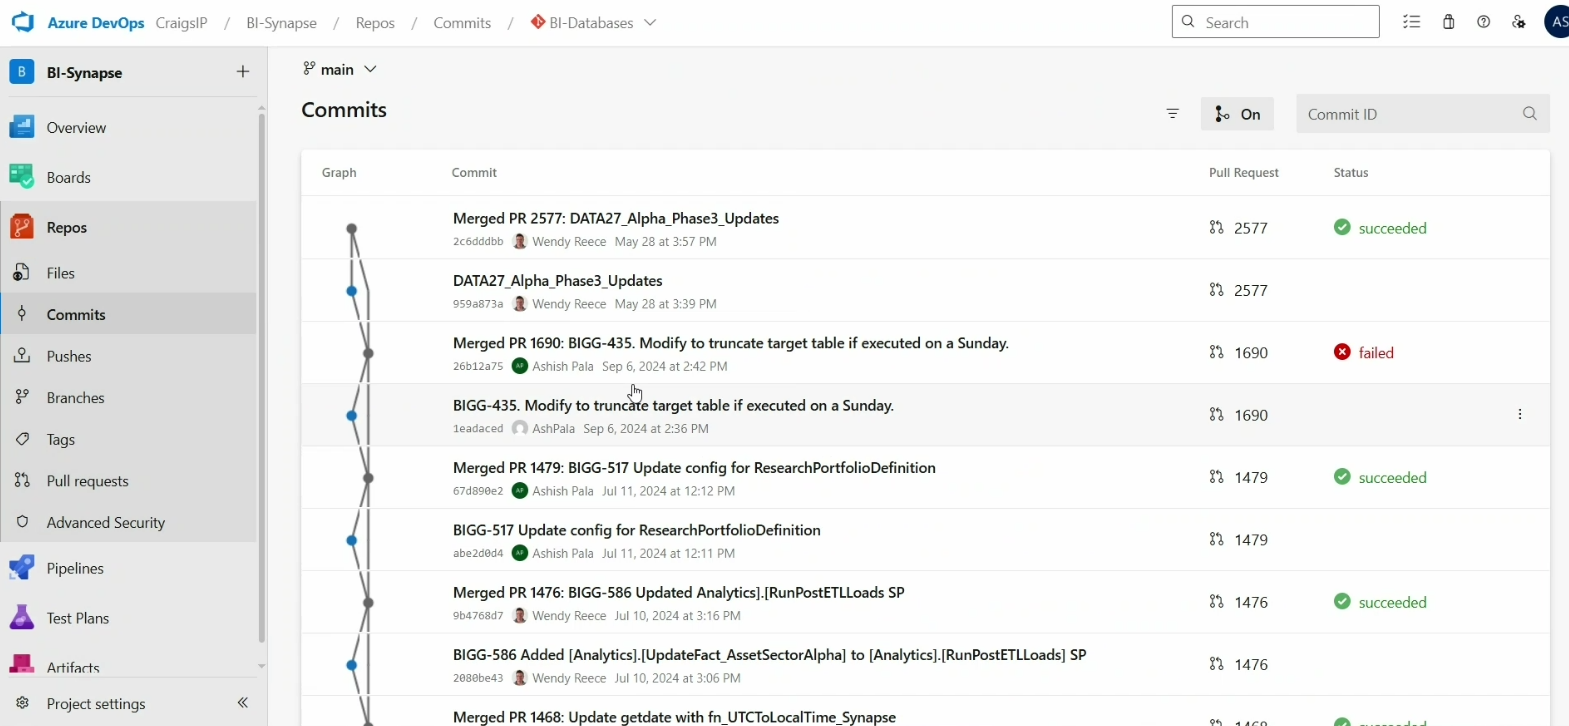 Azure DevOps CraigsIP / BI-Synapse / Repos / Commits / BI-Databases
Search
AS
B BI-Synapse
Overview
Boards
Repos
Files
Commits
Pushes
Branches
Tags
Pull requests
Advanced Security
Pipelines
Test Plans
Artifacts
Project settings
main
Commits
On
Commit ID
Graph Commit Pull Request Status
Merged PR 2577: DATA27_Alpha_Phase3_Updates
2c6dddbb Wendy Reece May 28 at 3:57 PM
2577 succeeded
DATA27_Alpha_Phase3_Updates
959a873a Wendy Reece May 28 at 3:39 PM
2577
Merged PR 1690: BIGG-435. Modify to truncate target table if executed on a Sunday.
26b12a75 AP Ashish Pala Sep 6, 2024 at 2:42 PM
1690 failed
BIGG-435. Modify to truncate target table if executed on a Sunday.
1eadaced AshPala Sep 6, 2024 at 2:36 PM
1690
Merged PR 1479: BIGG-517 Update config for ResearchPortfolioDefinition
67d890e2 AP Ashish Pala Jul 11, 2024 at 12:12 PM
1479 succeeded
BIGG-517 Update config for ResearchPortfolioDefinition
abe2d0d4 AP Ashish Pala Jul 11, 2024 at 12:11 PM
1479
Merged PR 1476: BIGG-586 Updated Analytics].[RunPostETLLoads SP
9b4768d7 Wendy Reece Jul 10, 2024 at 3:16 PM
1476 succeeded
BIGG-586 Added [Analytics].[UpdateFact_AssetSectorAlpha] to [Analytics].[RunPostETLLoads] SP
2080be43 Wendy Reece Jul 10, 2024 at 3:06 PM
1476
Merged PR 1468: Update getdate with fn_UTCToLocalTime_Synapse
1468 succeeded